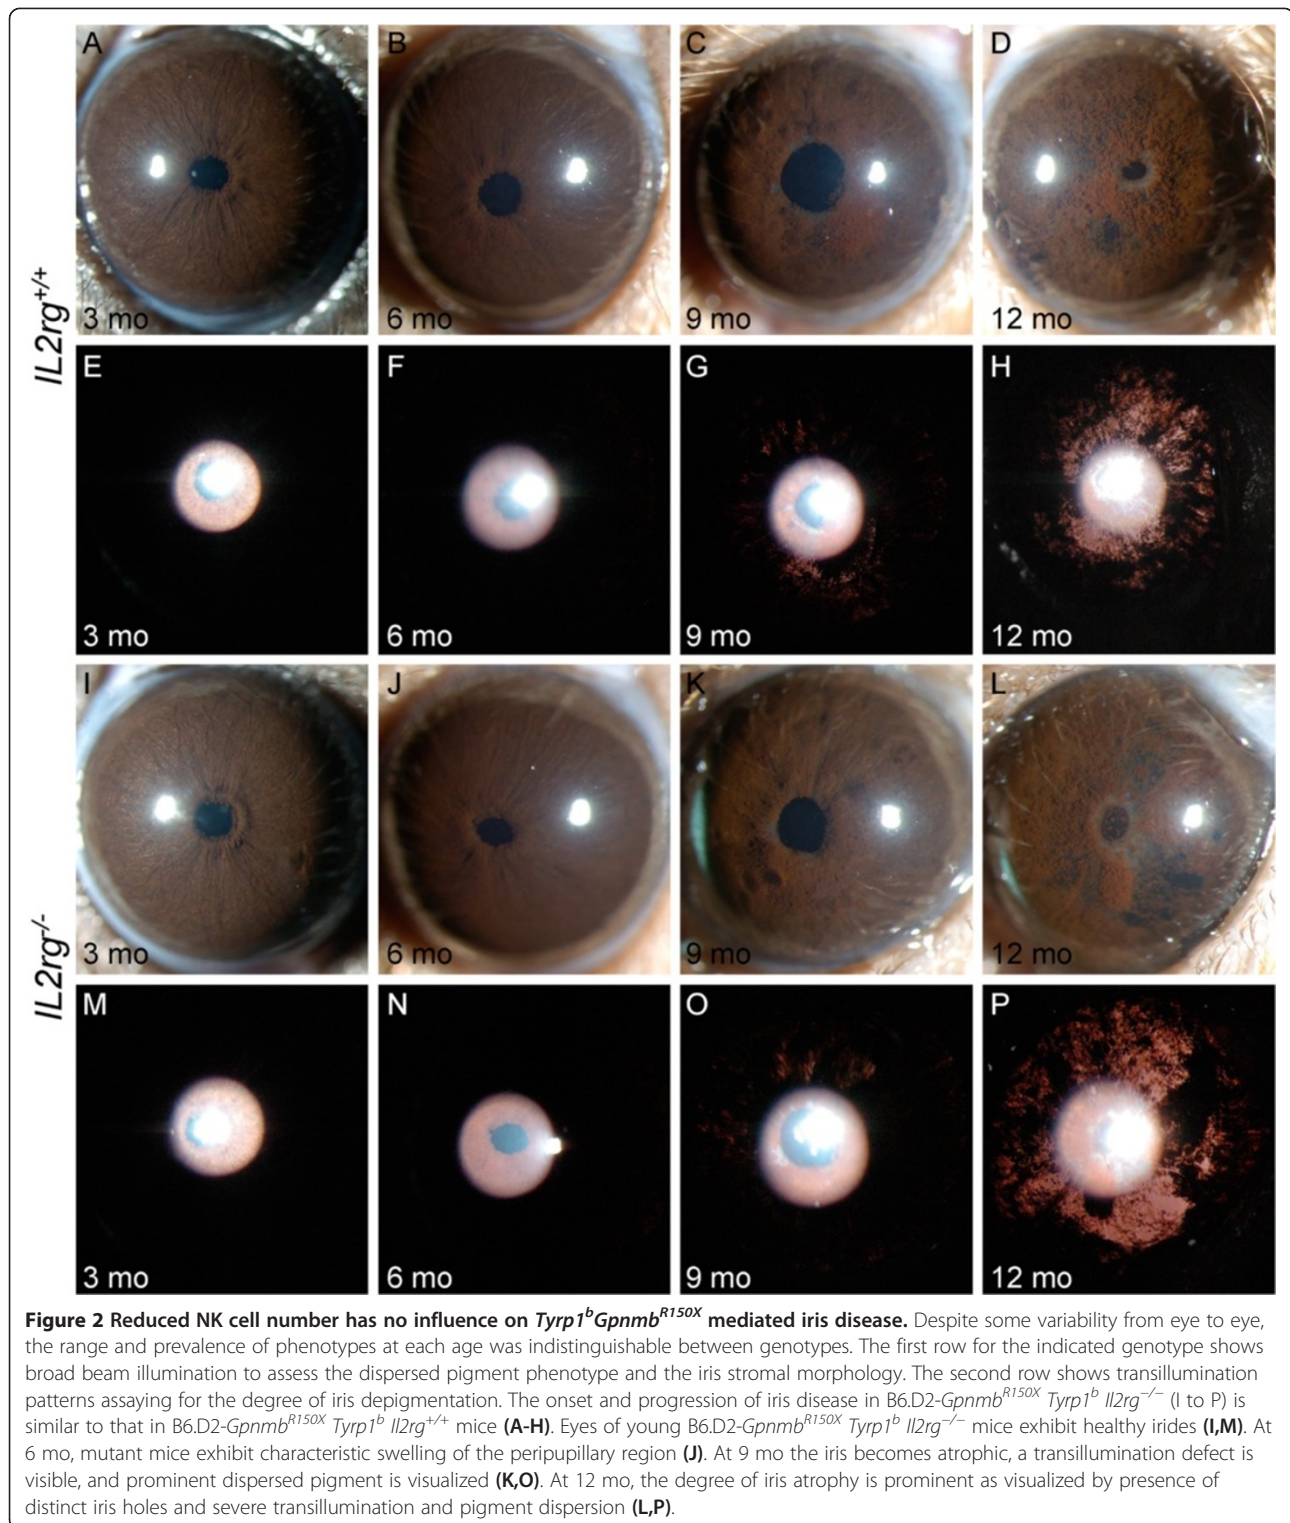 A B C D
IL2rg+/+
3 mo 6 mo 9 mo 12 mo
E F G H
3 mo 6 mo 9 mo 12 mo
I J K L
IL2rg-/-
3 mo 6 mo 9 mo 12 mo
M N O P
3 mo 6 mo 9 mo 12 mo
Figure 2 Reduced NK cell number has no influence on Tyrp1bGpnmbR150X mediated iris disease. Despite some variability from eye to eye,
the range and prevalence of phenotypes at each age was indistinguishable between genotypes. The first row for the indicated genotype shows
broad beam illumination to assess the dispersed pigment phenotype and the iris stromal morphology. The second row shows transillumination
patterns assaying for the degree of iris depigmentation. The onset and progression of iris disease in B6.D2-GpnmbR150X Tyrp1b Il2rg−/− (I to P) is
similar to that in B6.D2-GpnmbR150X Tyrp1b Il2rg+/+ mice (A-H). Eyes of young B6.D2-GpnmbR150X Tyrp1b Il2rg−/− mice exhibit healthy irides (I,M). At
6 mo, mutant mice exhibit characteristic swelling of the peripupillary region (J). At 9 mo the iris becomes atrophic, a transillumination defect is
visible, and prominent dispersed pigment is visualized (K,O). At 12 mo, the degree of iris atrophy is prominent as visualized by presence of
distinct iris holes and severe transillumination and pigment dispersion (L,P).